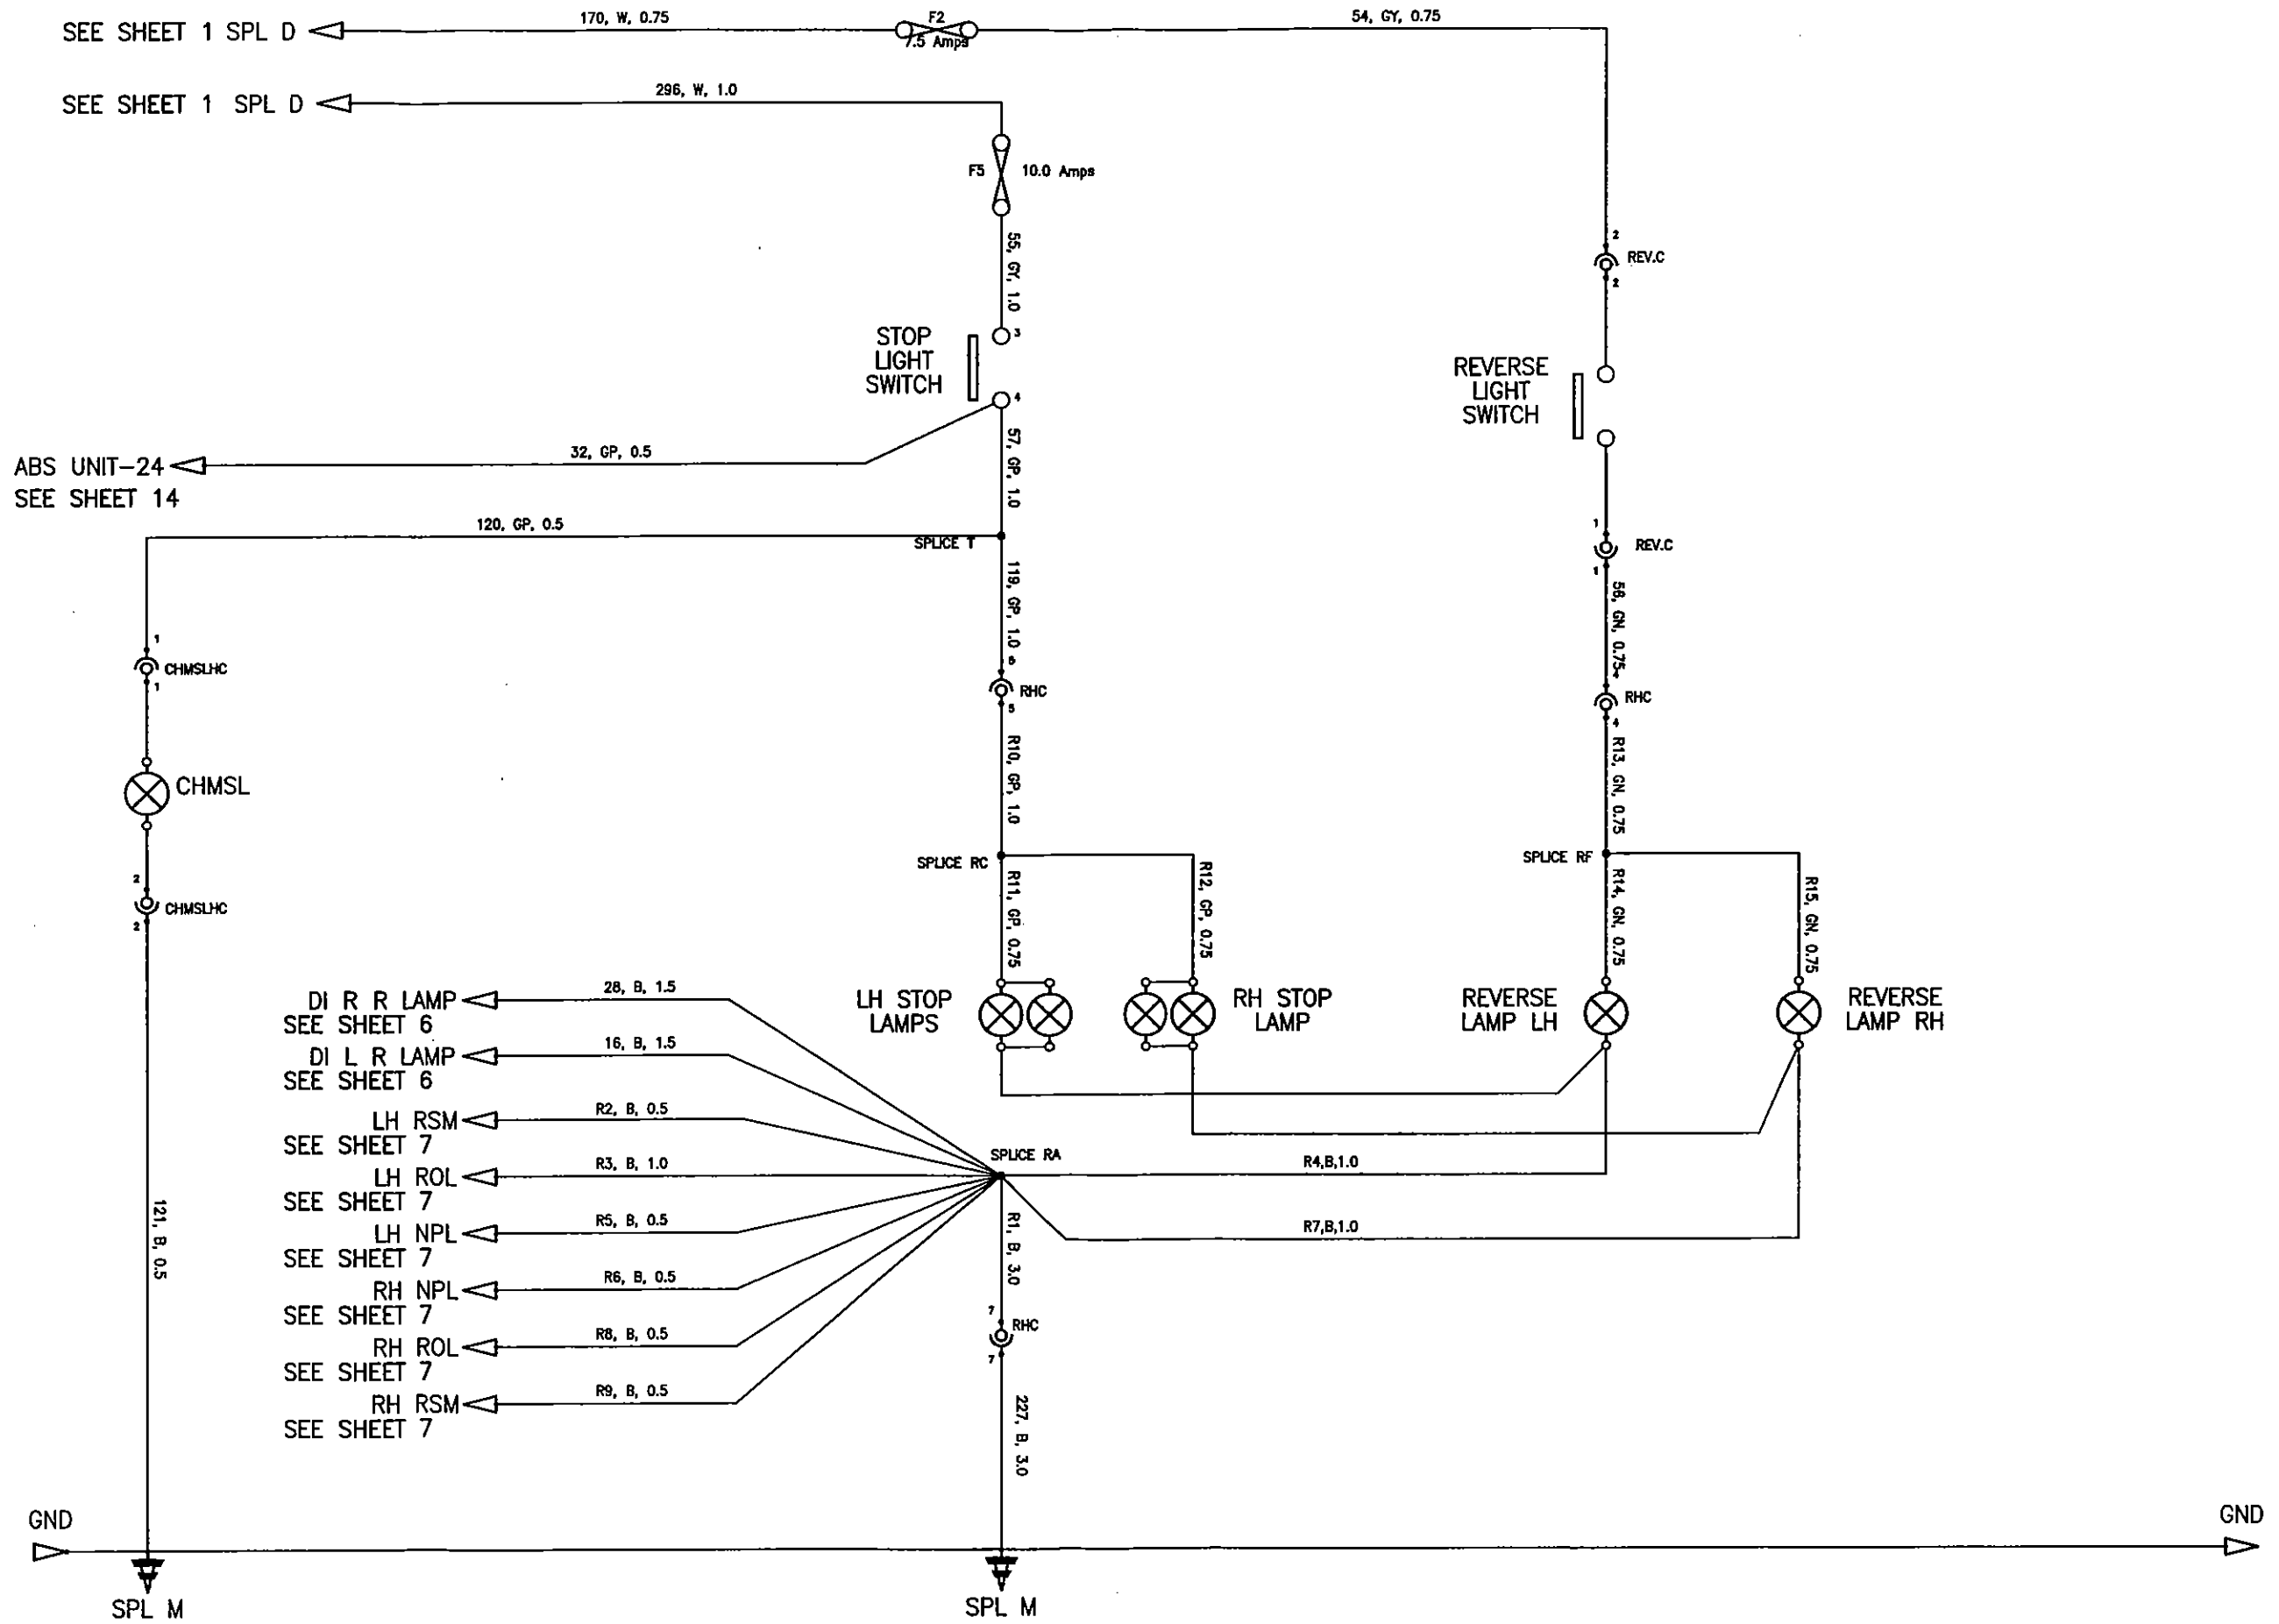 170, W, 0.75
F2
54, GY, 0.75
SEE SHEET 1 SPL D
7.5 Amps
296, W, 1.0
SEE SHEET 1 SPL D
F5
10.0 Amps
55, GY, 1.0
2
REV.C
2
3
STOP
LIGHT
SWITCH
REVERSE
LIGHT
SWITCH
4
57, GP, 1.0
32, GP, 0.5
ABS UNIT-24
SEE SHEET 14
120, GP, 0.5
SPLICE T
1
REV.C
1
119, GP, 1.0
56, GN, 0.75
1
CHMSLHC
1
RHC
5
4
RHC
4
R10, GP, 1.0
R13, GN, 0.75
CHMSL
SPLICE RC
SPLICE RF
2
CHMSLHC
2
R11, GP, 0.75
R12, GP, 0.75
R14, GN, 0.75
R15, GN, 0.75
28, B, 1.5
DI R R LAMP
SEE SHEET 6
LH STOP
LAMPS
RH STOP
LAMP
REVERSE
LAMP LH
REVERSE
LAMP RH
16, B, 1.5
DI L R LAMP
SEE SHEET 6
R2, B, 0.5
LH RSM
SEE SHEET 7
SPLICE RA
R3, B, 1.0
R4,B,1.0
LH ROL
SEE SHEET 7
R5, B, 0.5
R7,B,1.0
LH NPL
SEE SHEET 7
121, B, 0.5
R1, B, 3.0
R6, B, 0.5
RH NPL
SEE SHEET 7
7
RHC
7
R8, B, 0.5
RH ROL
SEE SHEET 7
R9, B, 0.5
RH RSM
SEE SHEET 7
227, B, 3.0
GND
GND
SPL M
SPL M